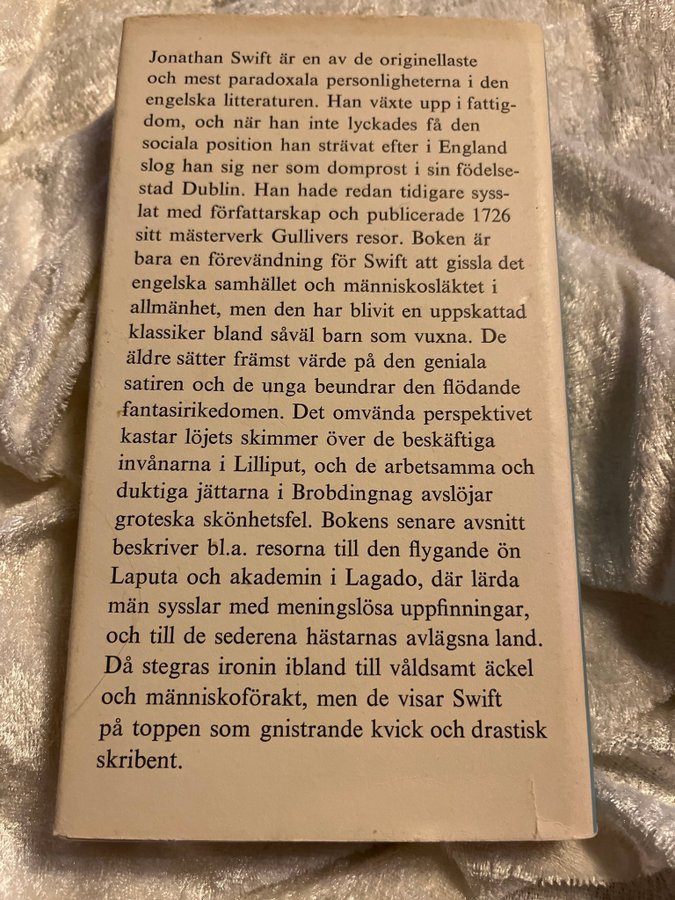 Jonathan Swift är en av de originellaste
och mest paradoxala personligheterna i den
engelska litteraturen. Han växte upp i fattig-
dom, och när han inte lyckades få den
sociala position han strävat efter i England
slog han sig ner som domprost i sin födelse-
stad Dublin. Han hade redan tidigare syss-
lat med författarskap och publicerade 1726
sitt mästerverk Gullivers resor. Boken är
bara en förevändning för Swift att gissla det
engelska samhället och människosläktet i
allmänhet, men den har blivit en uppskattad
klassiker bland såväl barn som vuxna. De
äldre sätter främst värde på den geniala
satiren och de unga beundrar den flödande
fantasirikedomen. Det omvända perspektivet
kastar löjets skimmer över de beskäftiga
invånarna i Lilliput, och de arbetsamma och
duktiga jättarna i Brobdingnag avslöjar
groteska skönhetsfel. Bokens senare avsnitt
beskriver bl.a. resorna till den flygande ön
Laputa och akademin i Lagado, där lärda
män sysslar med meningslösa uppfinningar,
och till de sederena hästarnas avlägsna land.
Då stegras ironin ibland till våldsamt äckel
och människoförakt, men de visar Swift
på toppen som gnistrande kvick och drastisk
skribent.